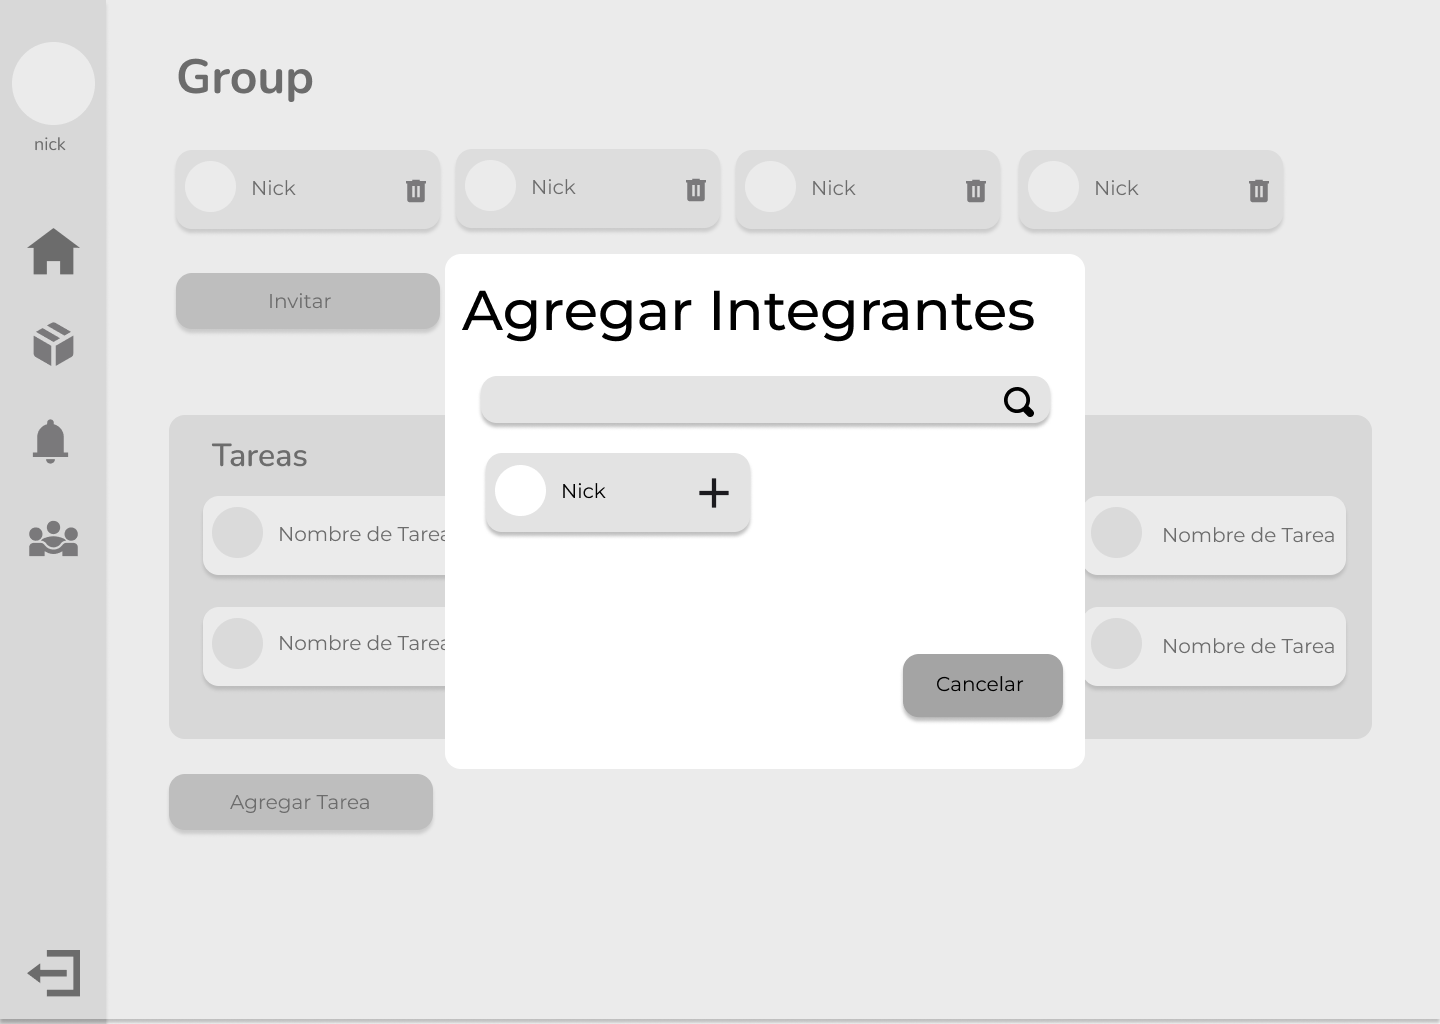 Group
nick
Nick
Nick
Nick
Nick
Invitar
Agregar Integrantes
Nick
Cancelar
Tareas
Nombre de Tarea
Nombre de Tarea
Nombre de Tarea
Nombre de Tarea
Agregar Tarea